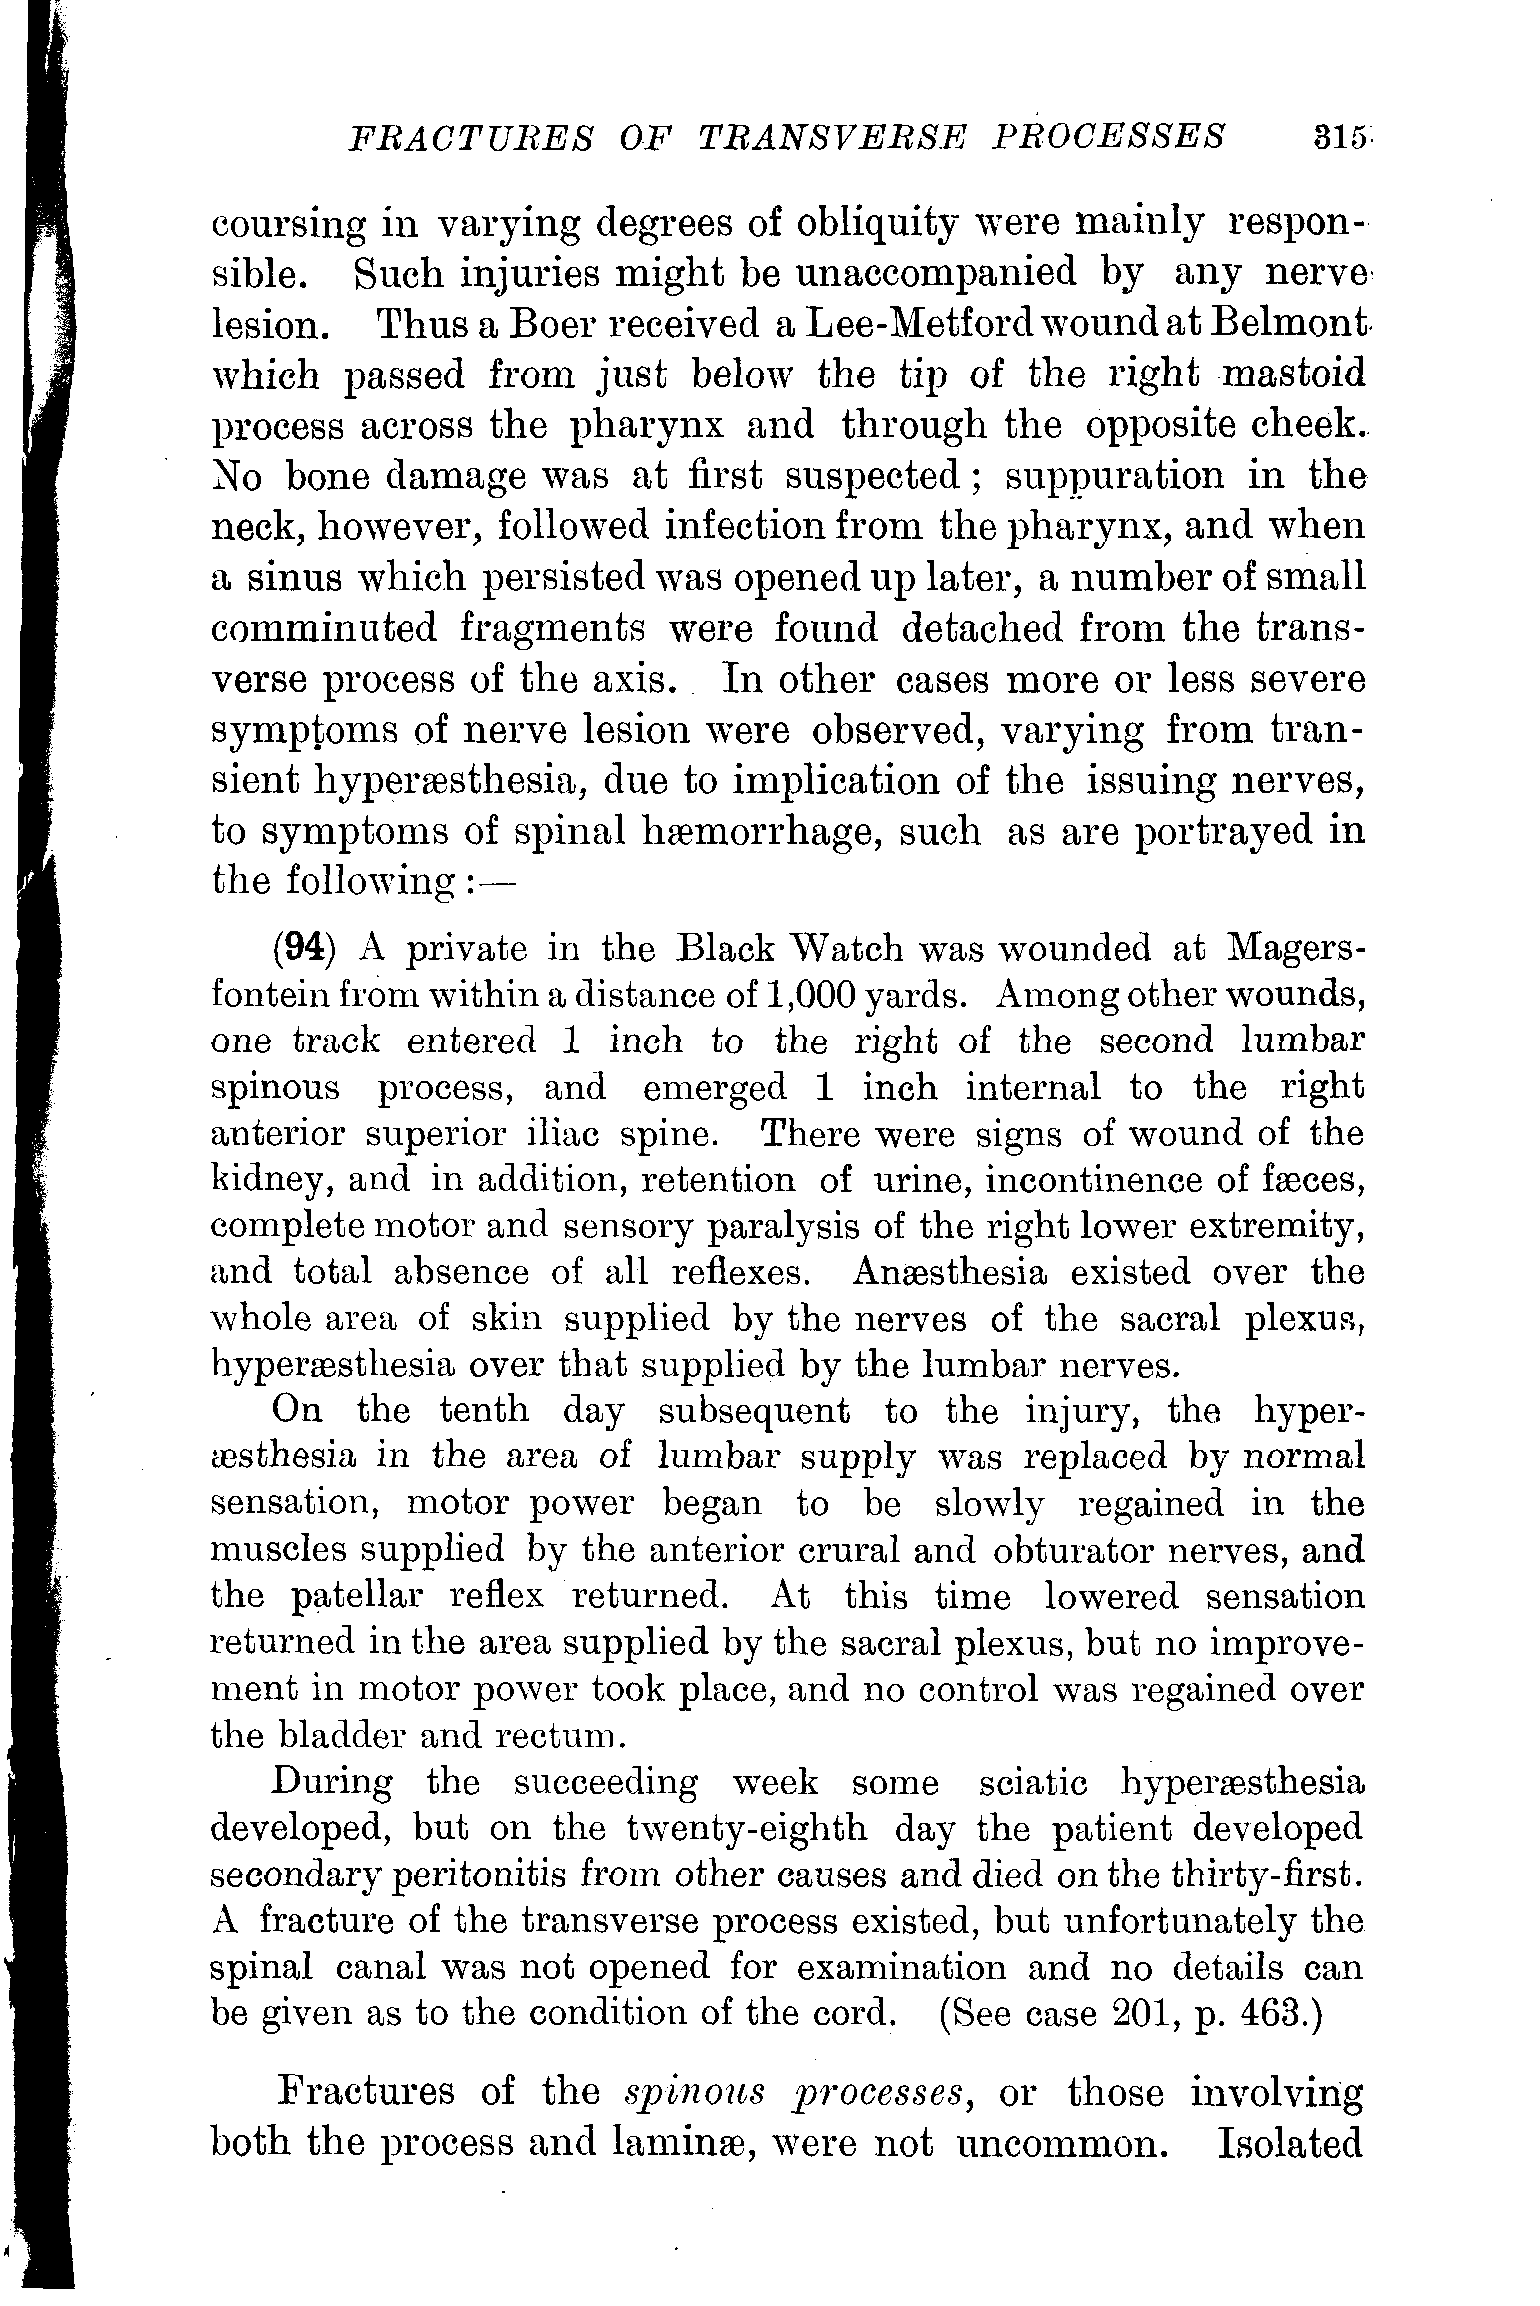 FRACTURES OF TRANSVERSE PROCESSES 315
coursing in varying degrees of obliquity were mainly respon-
sible. Such injuries might be unaccompanied by any nerve
lesion. Thus a Boer received a Lee-Metford wound at Belmont
which passed from just below the tip of the right mastoid
process across the pharynx and through the opposite cheek.
No bone damage was at first suspected; suppuration in the
neck, however, followed infection from the pharynx, and when
a sinus which persisted was opened up later, a number of small
comminuted fragments were found detached from the trans-
verse process of the axis. In other cases more or less severe
symptoms of nerve lesion were observed, varying from tran-
sient hyperæsthesia, due to implication of the issuing nerves,
to symptoms of spinal hæmorrhage, such as are portrayed in
the following:—
(94) A private in the Black Watch was wounded at Magers-
fontein from within a distance of 1,000 yards. Among other wounds,
one track entered 1 inch to the right of the second lumbar
spinous process, and emerged 1 inch internal to the right
anterior superior iliac spine. There were signs of wound of the
kidney, and in addition, retention of urine, incontinence of fæces,
complete motor and sensory paralysis of the right lower extremity,
and total absence of all reflexes. Anæsthesia existed over the
whole area of skin supplied by the nerves of the sacral plexus,
hyperæsthesia over that supplied by the lumbar nerves.
On the tenth day subsequent to the injury, the hyper-
æsthesia in the area of lumbar supply was replaced by normal
sensation, motor power began to be slowly regained in the
muscles supplied by the anterior crural and obturator nerves, and
the patellar reflex returned. At this time lowered sensation
returned in the area supplied by the sacral plexus, but no improve-
ment in motor power took place, and no control was regained over
the bladder and rectum.
During the succeeding week some sciatic hyperæsthesia
developed, but on the twenty-eighth day the patient developed
secondary peritonitis from other causes and died on the thirty-first.
A fracture of the transverse process existed, but unfortunately the
spinal canal was not opened for examination and no details can
be given as to the condition of the cord. (See case 201, p. 463.)
Fractures of the spinous processes, or those involving
both the process and laminæ, were not uncommon. Isolated